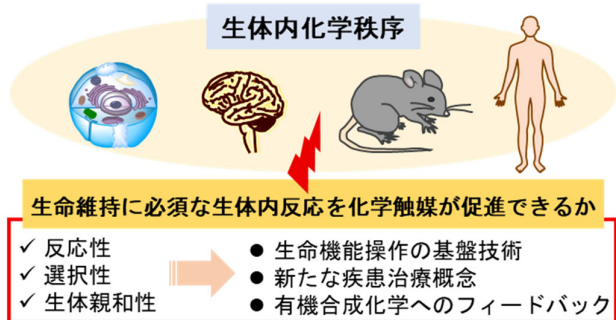 生体内化学秩序
生命維持に必須な生体内反応を化学触媒が促進できるか
✓ 反応性
✓ 選択性
✓ 生体親和性
● 生命機能操作の基盤技術
● 新たな疾患治療概念
● 有機合成化学へのフィードバック